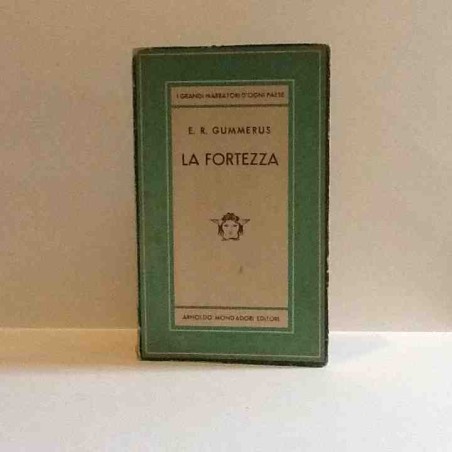 I GRANDI NARRATORI D'OGNI PAESE
E. R. GUMMERUS
LA FORTEZZA
ARNOLDO MONDADORI EDITORE